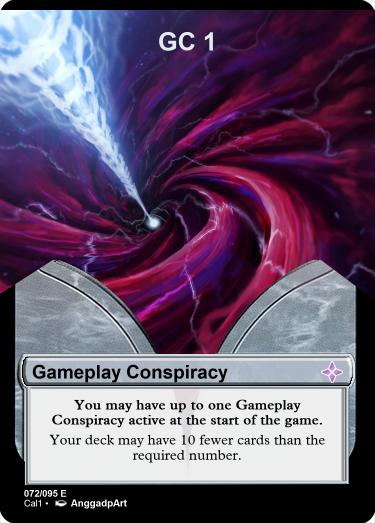 GC 1
Gameplay Conspiracy
You may have up to one Gameplay
Conspiracy active at the start of the game.
Your deck may have 10 fewer cards than the
required number.
072/095 E
Cal1 • AnggadpArt